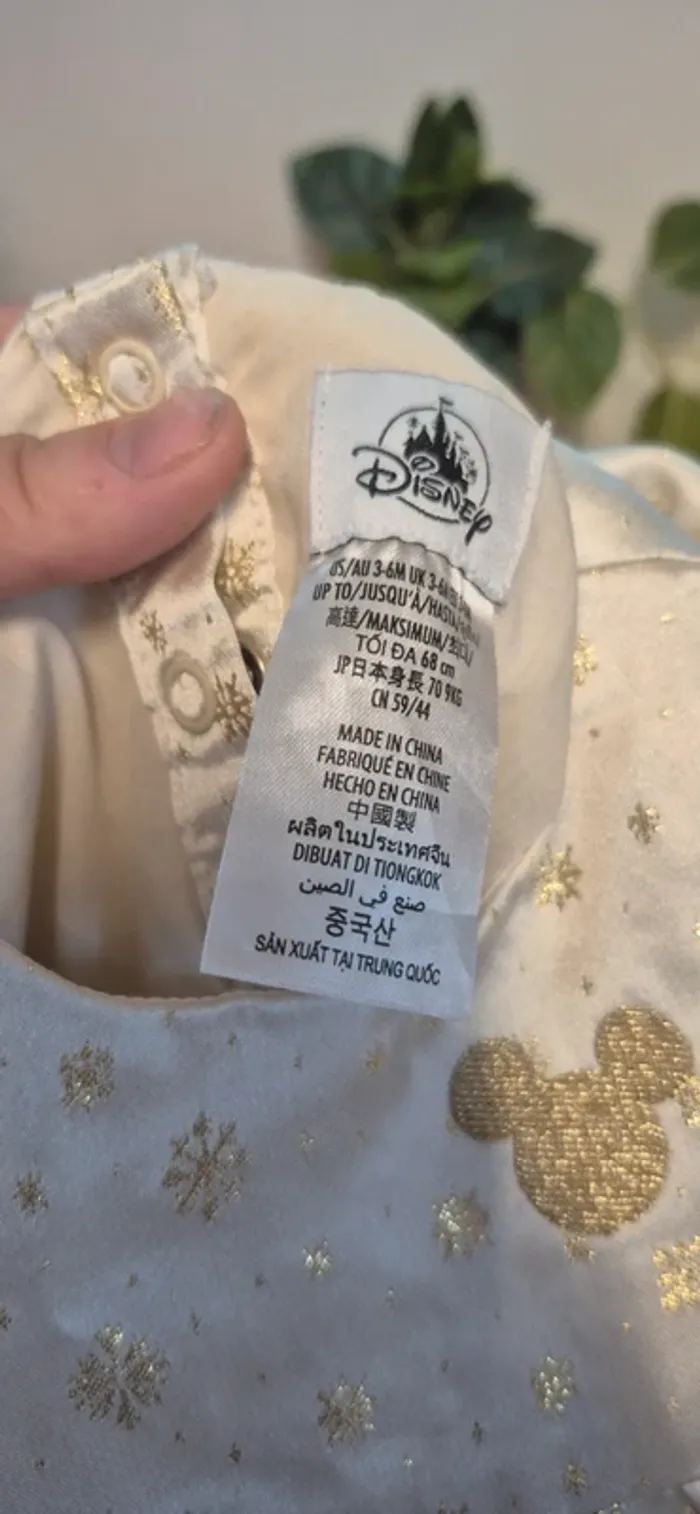 Disney
US/AU 3-6M UK 3-6M
UP TO/JUSQU'À/HASTA/
高達/MAKSIMUM/최대/
TỐI ĐA 68 cm
JP日本身長 70 9KG
CN 59/44
MADE IN CHINA
FABRIQUÉ EN CHINE
HECHO EN CHINA
中國製
ผลิตในประเทศจีน
DIBUAT DI TIONGKOK
صنع في الصين
중국산
SẢN XUẤT TẠI TRUNG QUỐC